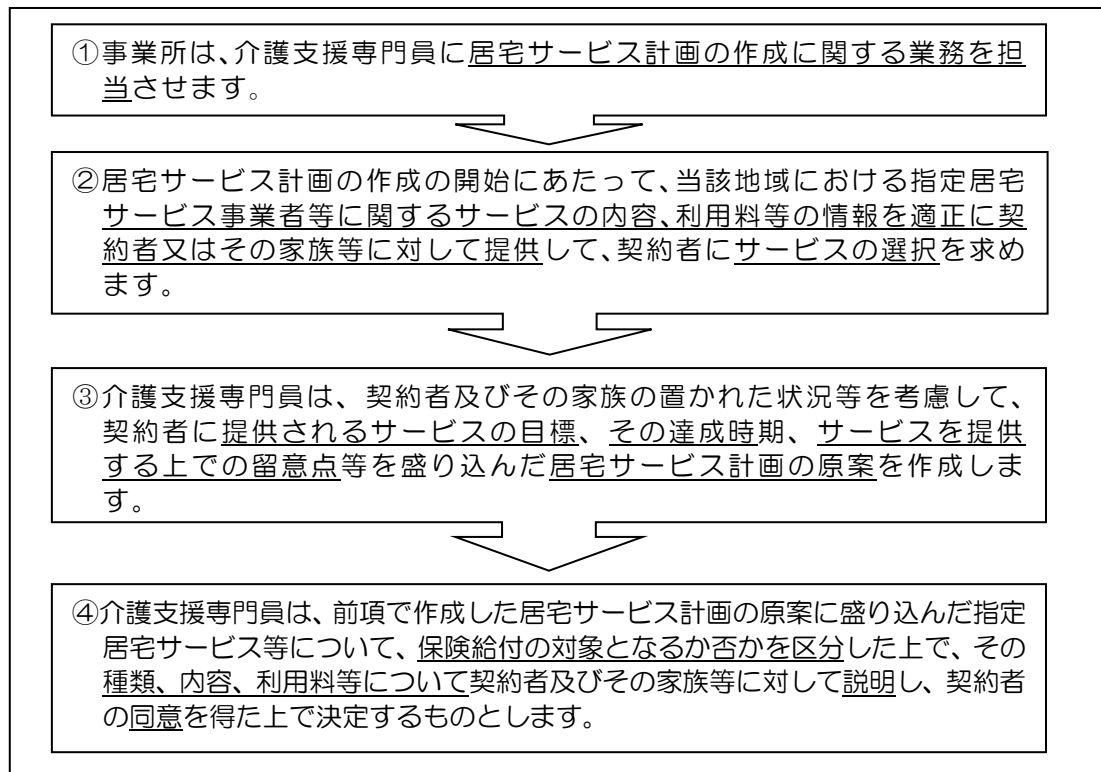 ①事業所は、介護支援専門員に居宅サービス計画の作成に関する業務を担
当させます。
②居宅サービス計画の作成の開始にあたって、当該地域における指定居宅
サービス事業者等に関するサービスの内容、利用料等の情報を適正に契
約者又はその家族等に対して提供して、契約者にサービスの選択を求め
ます。
③介護支援専門員は、契約者及びその家族の置かれた状況等を考慮して、
契約者に提供されるサービスの目標、その達成時期、サービスを提供
する上での留意点等を盛り込んだ居宅サービス計画の原案を作成しま
す。
④介護支援専門員は、前項で作成した居宅サービス計画の原案に盛り込んだ指定
居宅サービス等について、保険給付の対象となるか否かを区分した上で、その
種類、内容、利用料等について契約者及びその家族等に対して説明し、契約者
の同意を得た上で決定するものとします。